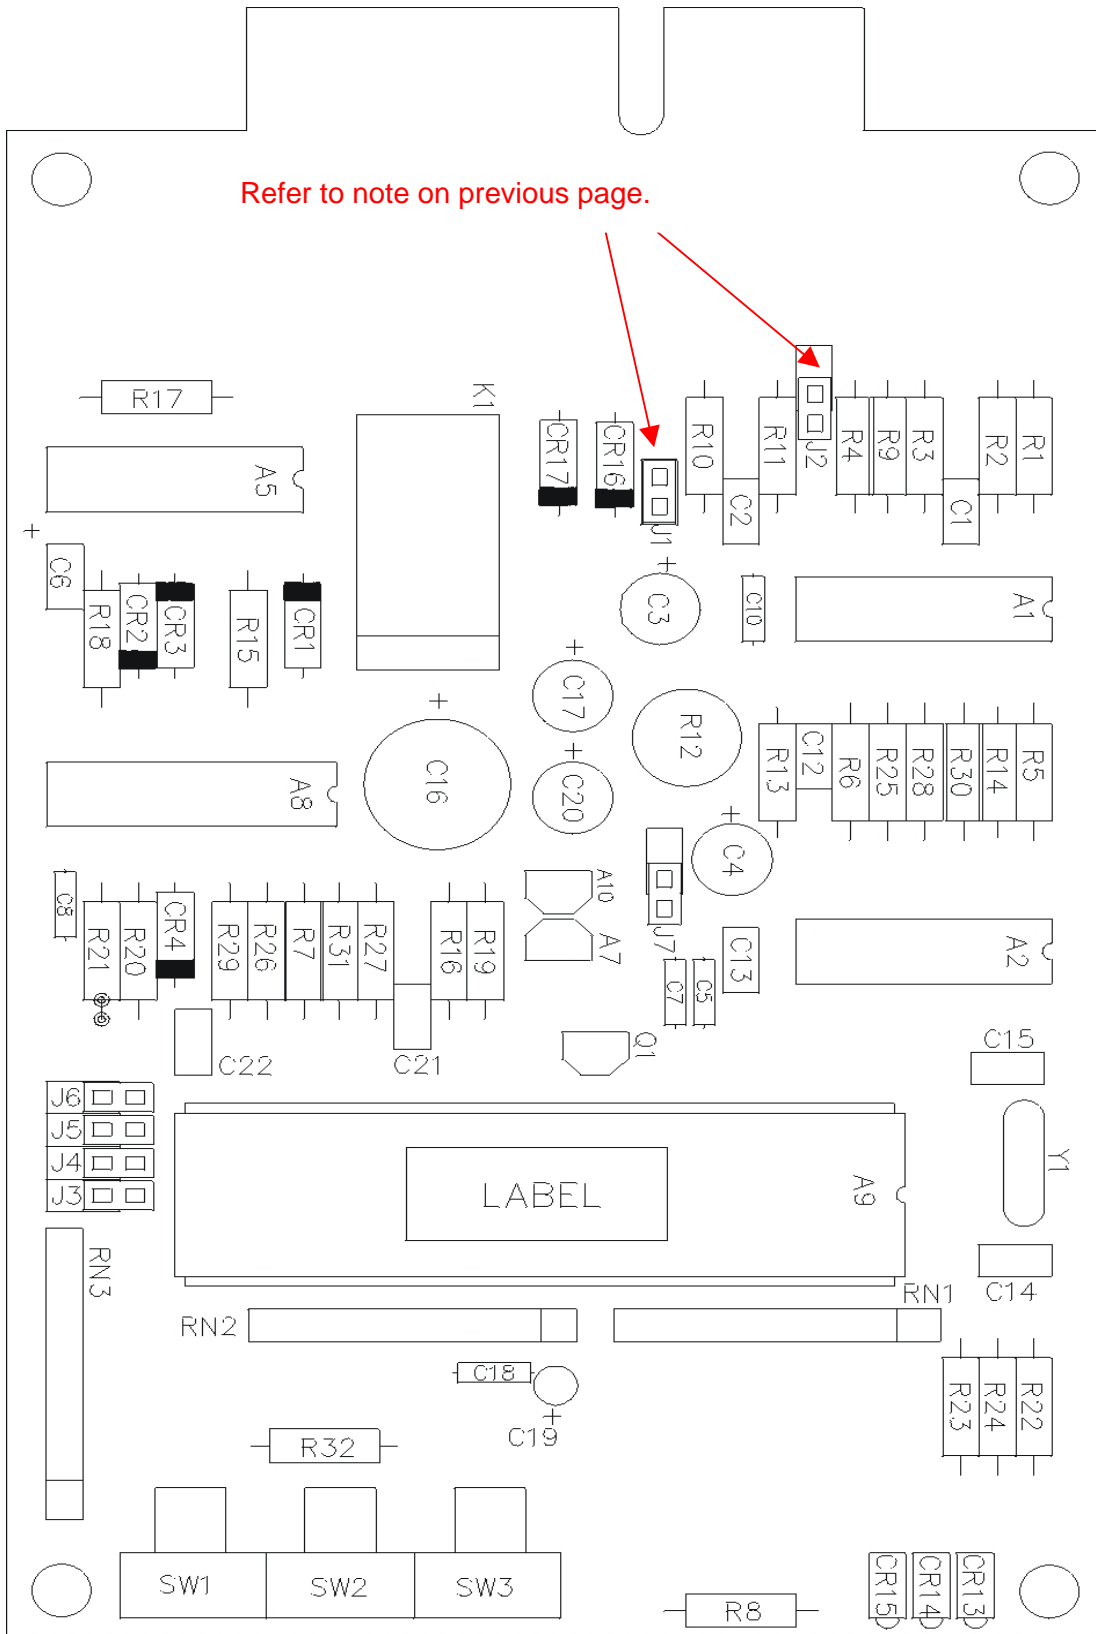 Refer to note on previous page.
R17
K1
CR17
CR16
J1
R10
R11
J2
R4
R9
R3
R2
R1
A5
C2
C1
+
C6
R18
CR2
CR3
R15
CR1
+
C3
C10
A1
+
C17
+
C16
R12
+
C20
R13
C12
R6
R25
R28
R30
R14
R5
A8
+
C4
C8
R21
R20
CR4
R29
R26
R7
R31
R27
R16
R19
A10
A7
J7
C13
A2
C7
C5
C22
C21
Q1
C15
J6
J5
J4
J3
LABEL
A9
Y1
RN3
RN2
RN1
C14
C18
+
C19
R32
R23
R24
R22
SW1
SW2
SW3
R8
CR15
CR14
CR13